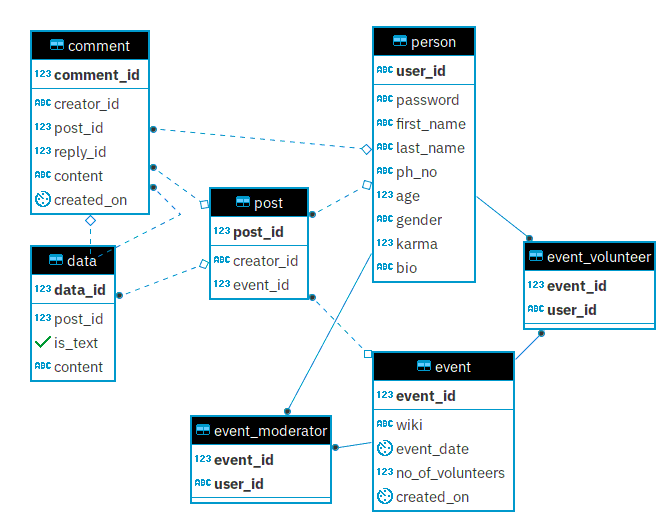 comment
123 comment_id
ABC creator_id
123 post_id
123 reply_id
ABC content
created_on
person
ABC user_id
ABC password
ABC first_name
ABC last_name
ABC ph_no
123 age
ABC gender
123 karma
ABC bio
post
123 post_id
ABC creator_id
123 event_id
data
123 data_id
123 post_id
is_text
ABC content
event_volunteer
123 event_id
ABC user_id
event
123 event_id
ABC wiki
event_date
123 no_of_volunteers
created_on
event_moderator
123 event_id
ABC user_id